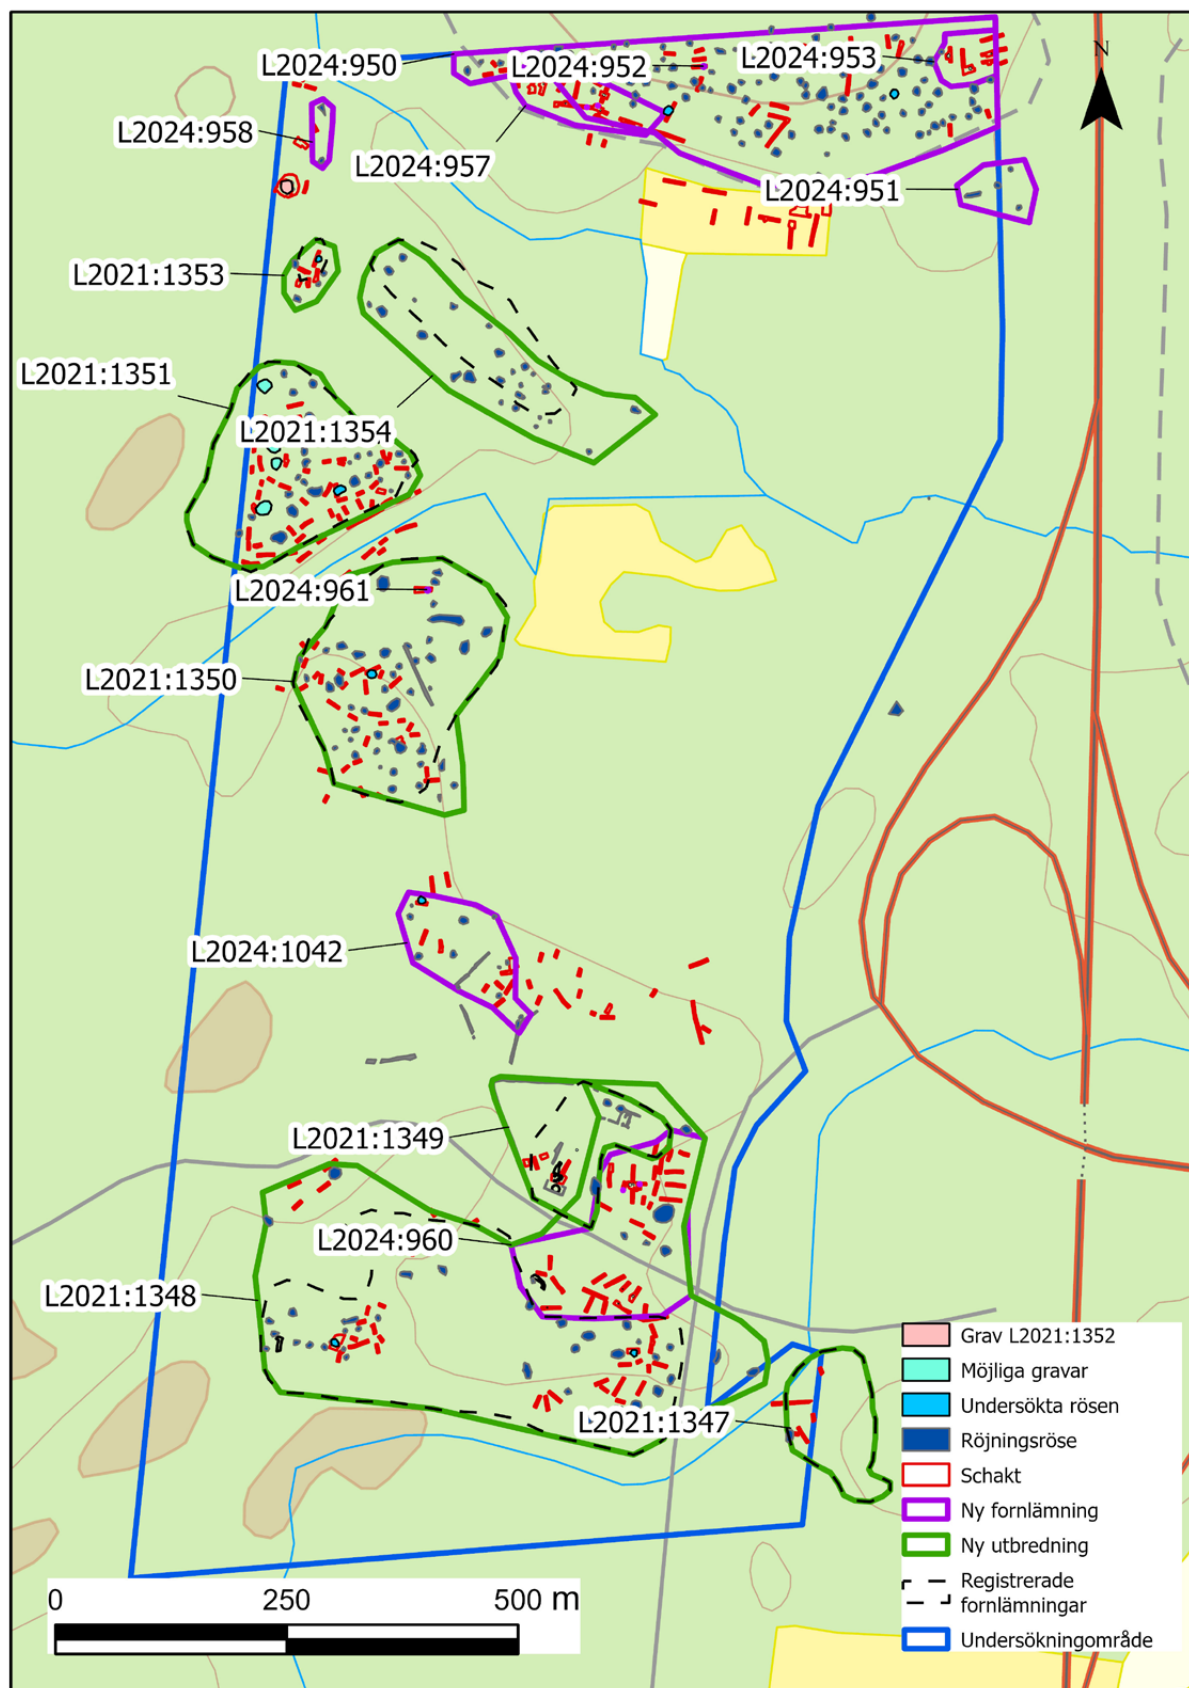 N
L2024:950
L2024:952
L2024:953
L2024:958
L2024:957
L2024:951
L2021:1353
L2021:1351
L2021:1354
L2024:961
L2021:1350
L2024:1042
L2021:1349
L2024:960
L2021:1348
L2021:1347
Grav L2021:1352
Möjliga gravar
Undersökta rösen
Röjningsröse
Schakt
Ny fornlämning
Ny utbredning
Registrerade
fornlämningar
Undersökningområde
0 250 500 m